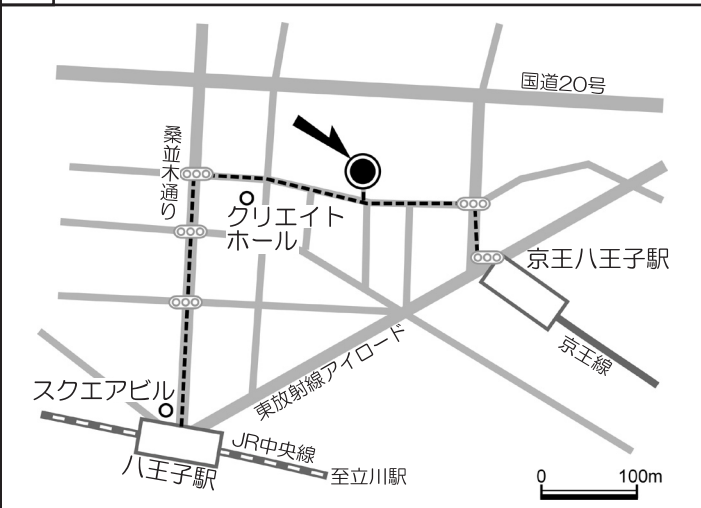 国道20号
桑並木通り
クリエイト
ホール
京王八王子駅
京王線
東放射線アイロード
スクエアビル
JR中央線
八王子駅
至立川駅
0 100m